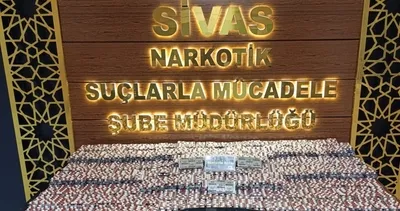 SİVAS
NARKOTİK
SUÇLARLA MÜCADELE
ŞUBE MÜDÜRLÜĞÜ